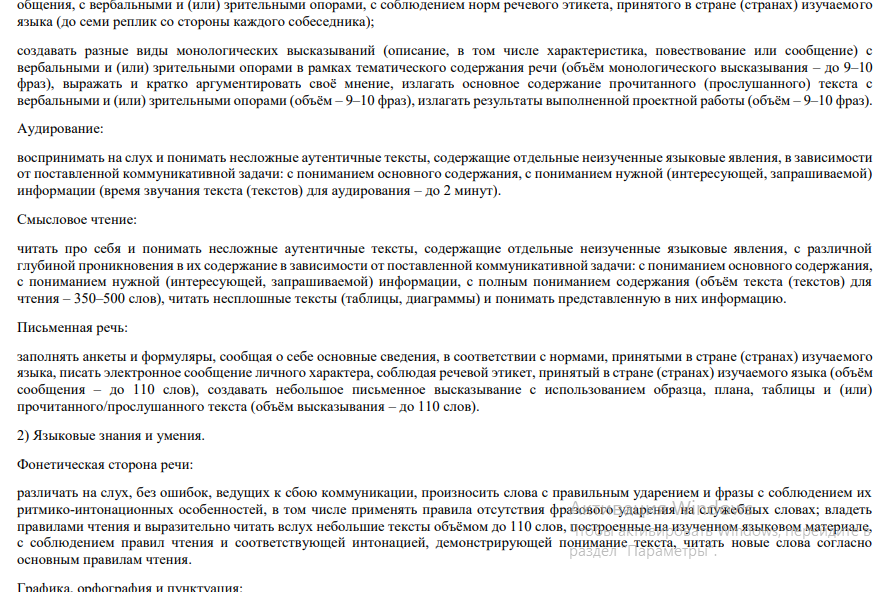 общения, с вербальными и (или) зрительными опорами, с соблюдением норм речевого этикета, принятого в стране (странах) изучаемого
языка (до семи реплик со стороны каждого собеседника);
создавать разные виды монологических высказываний (описание, в том числе характеристика, повествование или сообщение) с
вербальными и (или) зрительными опорами в рамках тематического содержания речи (объём монологического высказывания – до 9–10
фраз), выражать и кратко аргументировать своё мнение, излагать основное содержание прочитанного (прослушанного) текста с
вербальными и (или) зрительными опорами (объём – 9–10 фраз), излагать результаты выполненной проектной работы (объём – 9–10 фраз).
Аудирование:
воспринимать на слух и понимать несложные аутентичные тексты, содержащие отдельные неизученные языковые явления, в зависимости
от поставленной коммуникативной задачи: с пониманием основного содержания, с пониманием нужной (интересующей, запрашиваемой)
информации (время звучания текста (текстов) для аудирования – до 2 минут).
Смысловое чтение:
читать про себя и понимать несложные аутентичные тексты, содержащие отдельные неизученные языковые явления, с различной
глубиной проникновения в их содержание в зависимости от поставленной коммуникативной задачи: с пониманием основного содержания,
с пониманием нужной (интересующей, запрашиваемой) информации, с полным пониманием содержания (объём текста (текстов) для
чтения – 350–500 слов), читать несплошные тексты (таблицы, диаграммы) и понимать представленную в них информацию.
Письменная речь:
заполнять анкеты и формуляры, сообщая о себе основные сведения, в соответствии с нормами, принятыми в стране (странах) изучаемого
языка, писать электронное сообщение личного характера, соблюдая речевой этикет, принятый в стране (странах) изучаемого языка (объём
сообщения – до 110 слов), создавать небольшое письменное высказывание с использованием образца, плана, таблицы и (или)
прочитанного/прослушанного текста (объём высказывания – до 110 слов).
2) Языковые знания и умения.
Фонетическая сторона речи:
различать на слух, без ошибок, ведущих к сбою коммуникации, произносить слова с правильным ударением и фразы с соблюдением их
ритмико-интонационных особенностей, в том числе применять правила отсутствия фразового ударения на служебных словах; владеть
правилами чтения и выразительно читать вслух небольшие тексты объёмом до 110 слов, построенные на изученном языковом материале,
с соблюдением правил чтения и соответствующей интонацией, демонстрирующей понимание текста, читать новые слова согласно
основным правилам чтения.
Графика, орфография и пунктуация:
Активация Windows
Чтобы активировать Windows, перейдите в
раздел "Параметры".